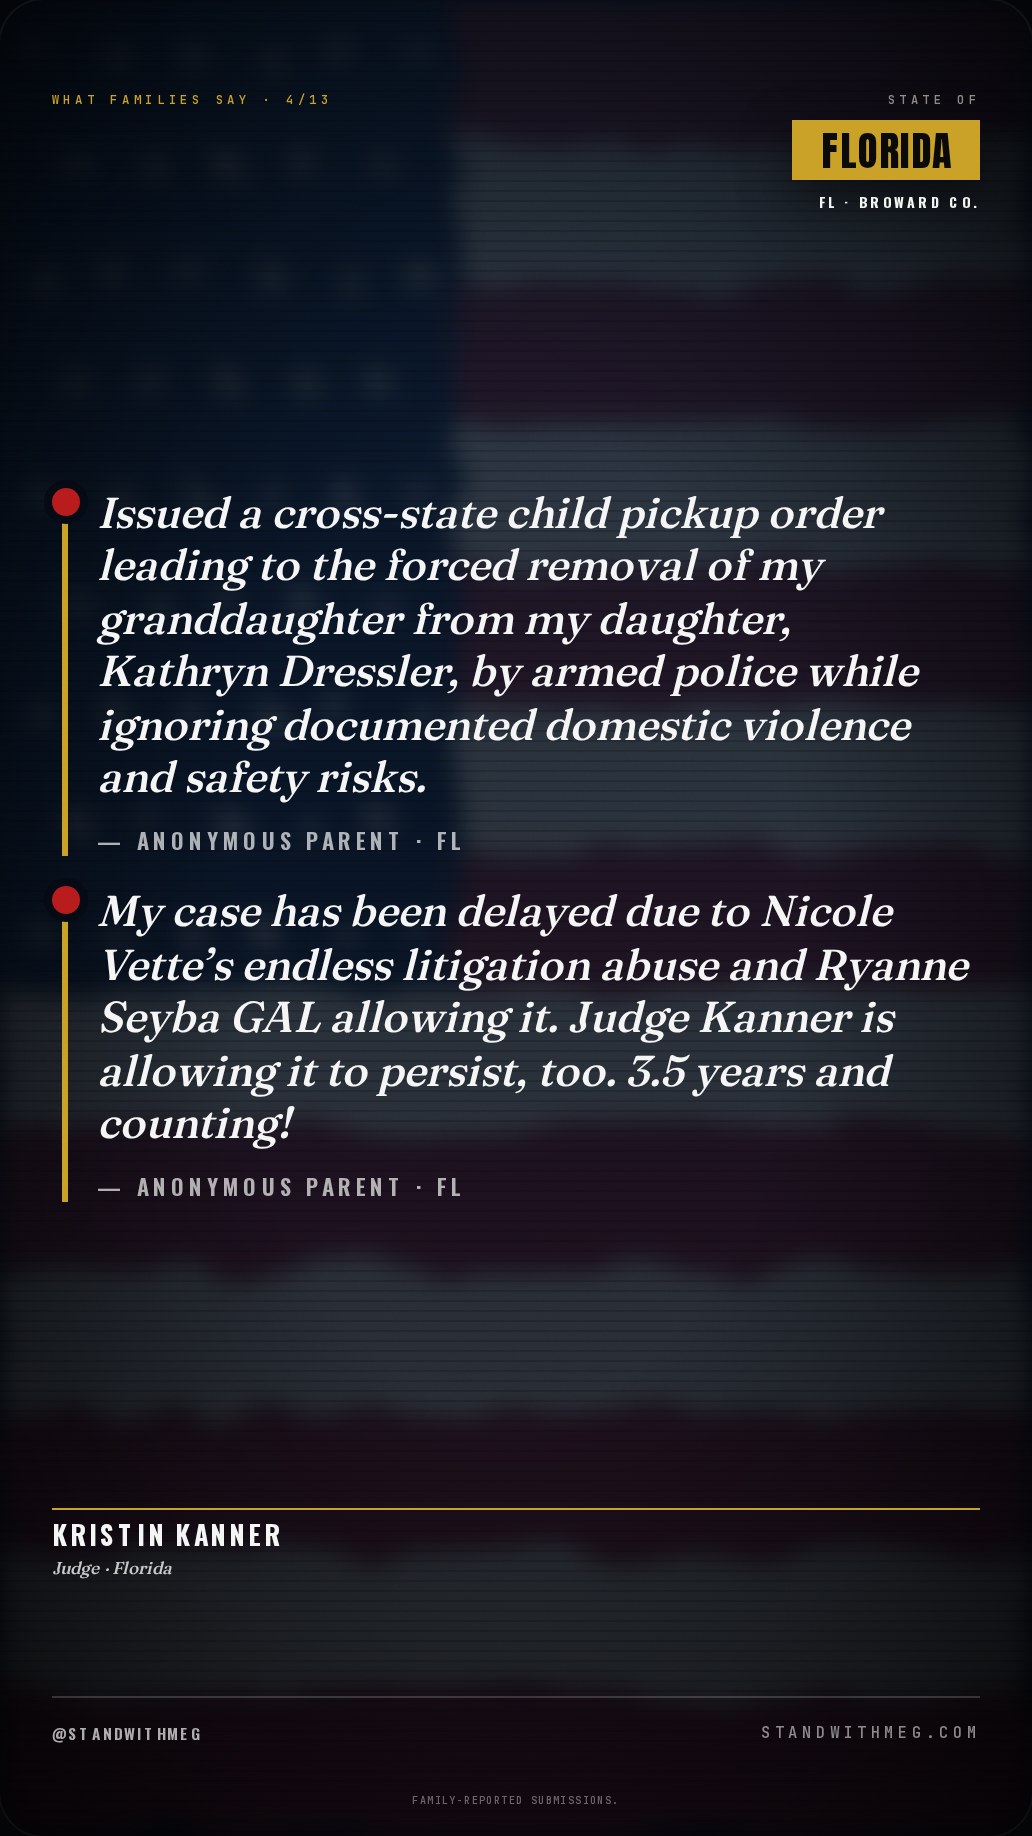 WHAT FAMILIES SAY · 4/13
STATE OF
FLORIDA
FL · BROWARD CO.
Issued a cross-state child pickup order
leading to the forced removal of my
granddaughter from my daughter,
Kathryn Dressler, by armed police while
ignoring documented domestic violence
and safety risks.
— ANONYMOUS PARENT · FL
My case has been delayed due to Nicole
Vette’s endless litigation abuse and Ryanne
Seyba GAL allowing it. Judge Kanner is
allowing it to persist, too. 3.5 years and
counting!
— ANONYMOUS PARENT · FL
KRISTIN KANNER
Judge · Florida
@STANDWITHMEG
STANDWITHMEG.COM
FAMILY-REPORTED SUBMISSIONS.